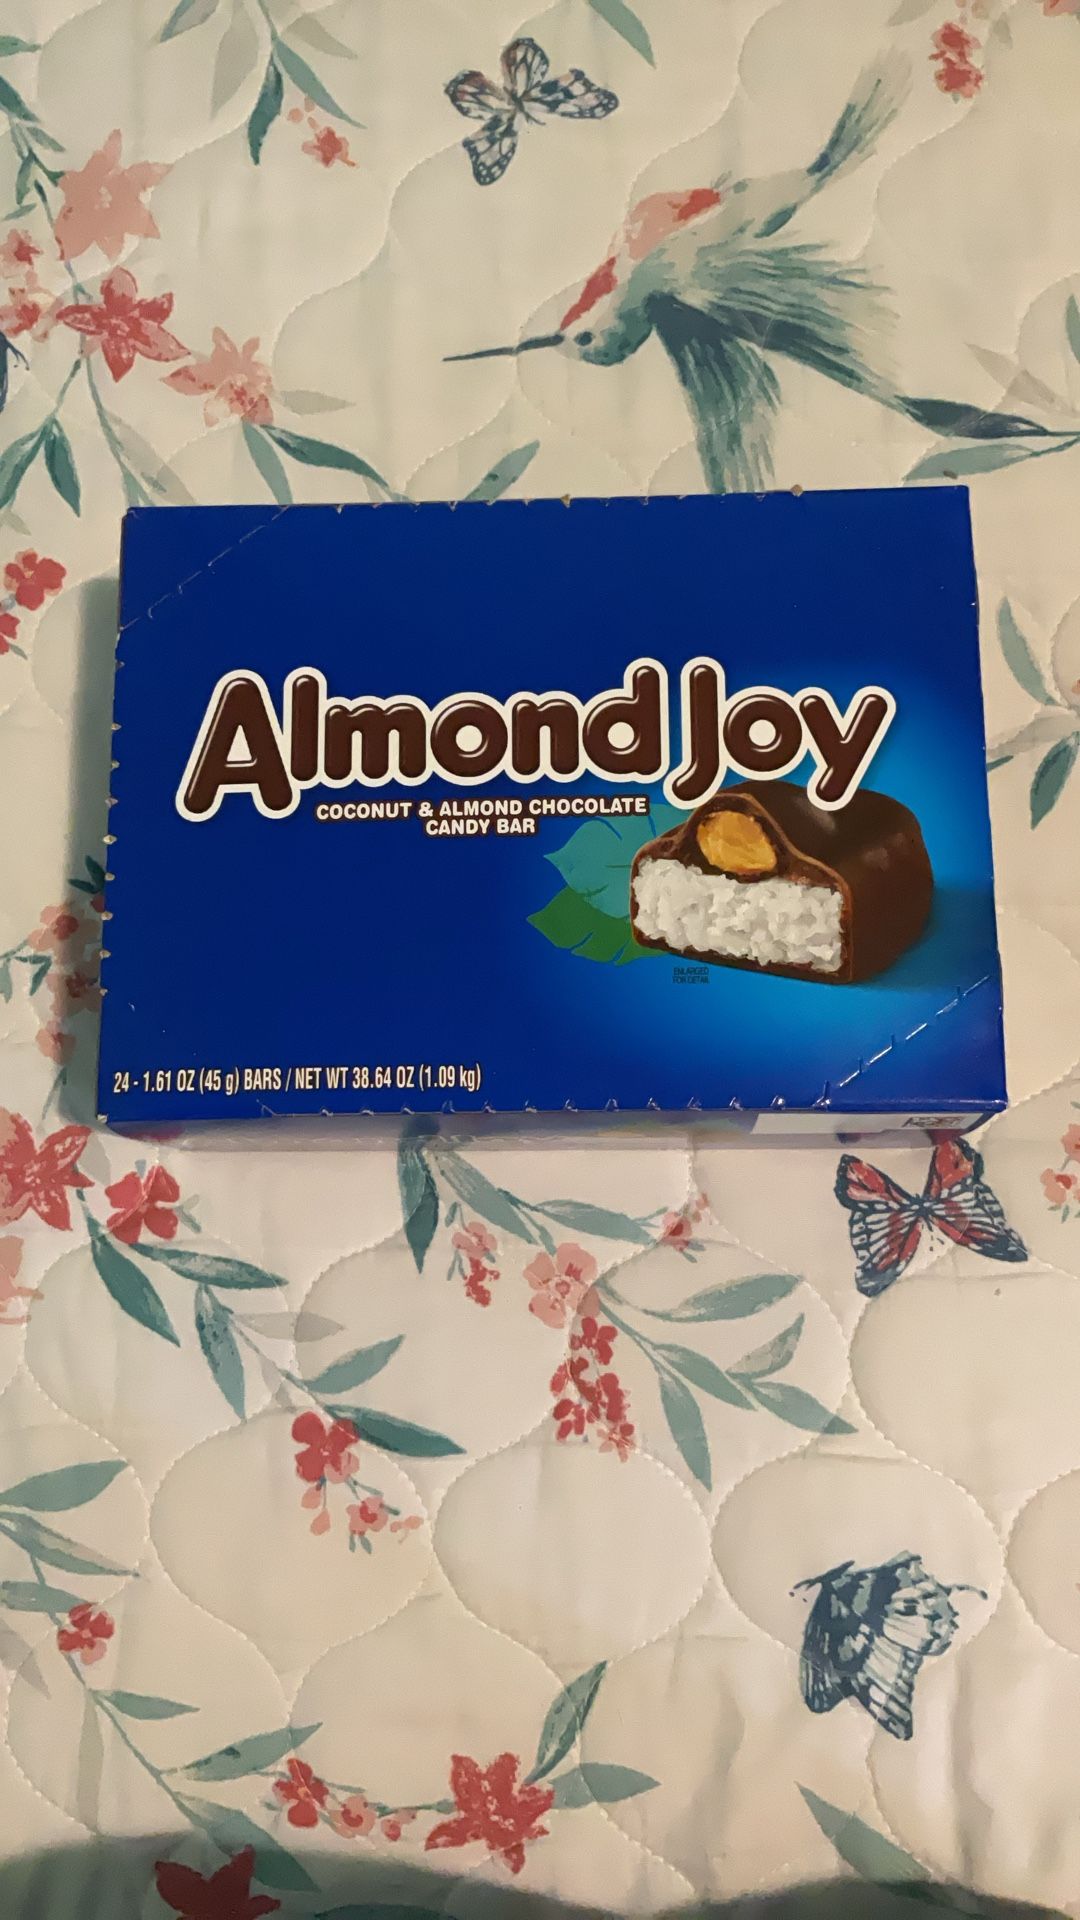 Almond Joy
COCONUT & ALMOND CHOCOLATE
CANDY BAR
ENLARGED
FOR DETAIL
24 - 1.61 OZ (45 g) BARS / NET WT 38.64 OZ (1.09 kg)